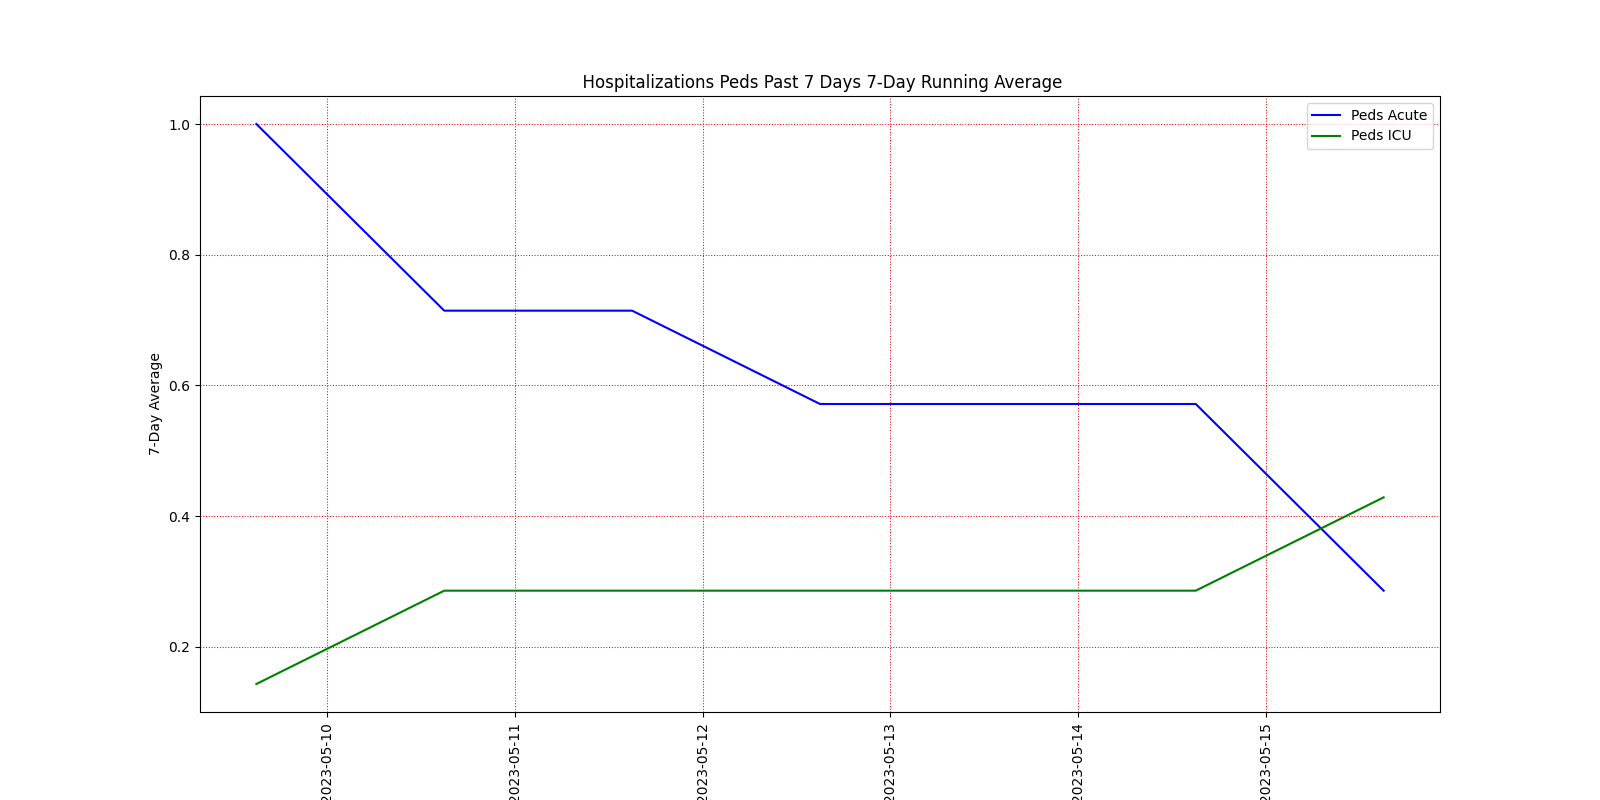 Hospitalizations Peds Past 7 Days 7-Day Running Average
Peds Acute
Peds ICU
7-Day Average
1.0
0.8
0.6
0.4
0.2
2023-05-10
2023-05-11
2023-05-12
2023-05-13
2023-05-14
2023-05-15